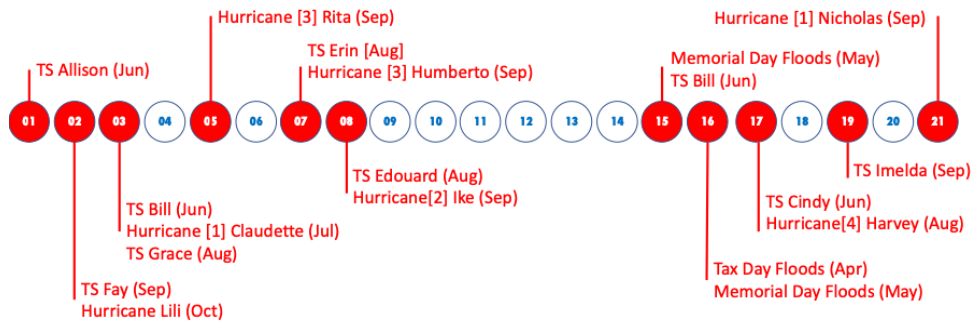 Hurricane [3] Rita (Sep)
Hurricane [1] Nicholas (Sep)
TS Erin [Aug]
Hurricane [3] Humberto (Sep)
Memorial Day Floods (May)
TS Bill (Jun)
TS Allison (Jun)
01 02 03 04 05 06 07 08 09 10 11 12 13 14 15 16 17 18 19 20 21
TS Edouard (Aug)
Hurricane[2] Ike (Sep)
TS Imelda (Sep)
TS Bill (Jun)
Hurricane [1] Claudette (Jul)
TS Grace (Aug)
TS Cindy (Jun)
Hurricane[4] Harvey (Aug)
TS Fay (Sep)
Hurricane Lili (Oct)
Tax Day Floods (Apr)
Memorial Day Floods (May)